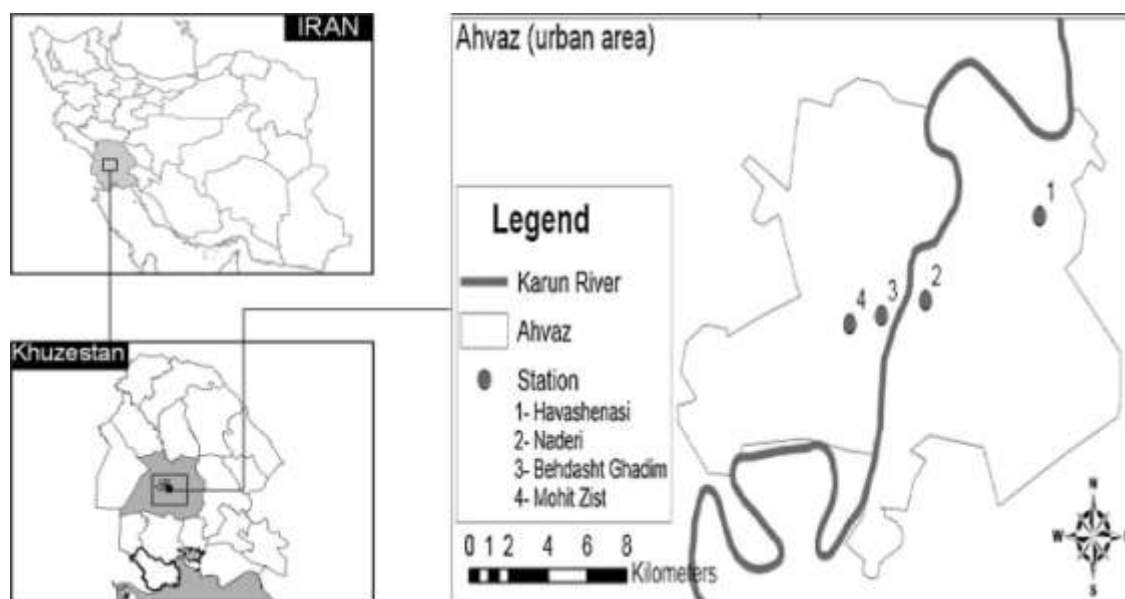 IRAN
Khuzestan
Ahvaz (urban area)
Legend
Karun River
Ahvaz
Station
1- Havashenasi
2- Naderi
3- Behdasht Ghadim
4- Mohit Zist
0 1 2 4 6 8
Kilometers
1
2
3
4
N
W
S